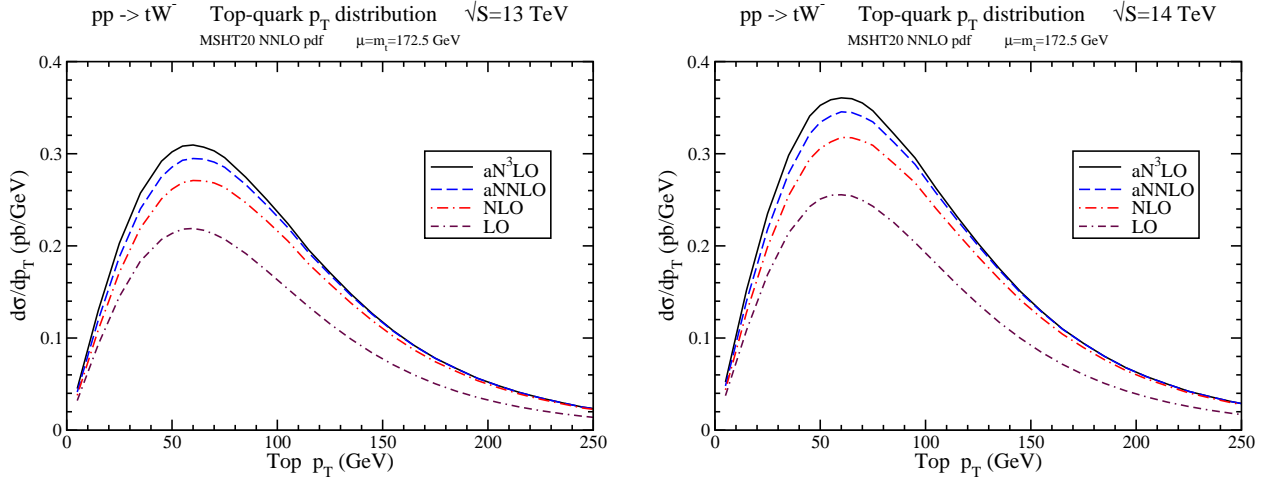 pp -> tW⁻ Top-quark p_T distribution √S=13 TeV
MSHT20 NNLO pdf μ=m_t=172.5 GeV
0.4
0.3
0.2
0.1
0
dσ/dp_T (pb/GeV)
aN³LO
aNNLO
NLO
LO
0 50 100 150 200 250
Top p_T (GeV)
pp -> tW⁻ Top-quark p_T distribution √S=14 TeV
MSHT20 NNLO pdf μ=m_t=172.5 GeV
0.4
0.3
0.2
0.1
0
dσ/dp_T (pb/GeV)
aN³LO
aNNLO
NLO
LO
0 50 100 150 200 250
Top p_T (GeV)